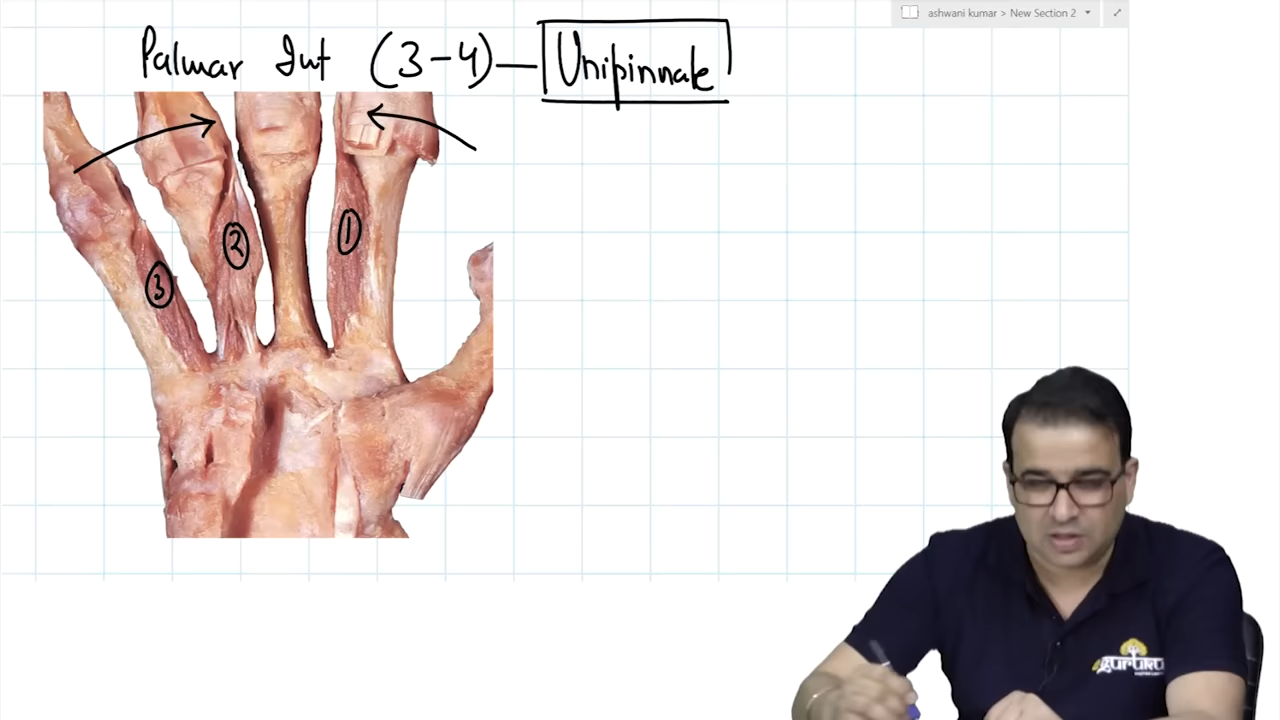 ashwani kumar > New Section 2
Palmar Int (3-4) — Unipinnate
3
2
1